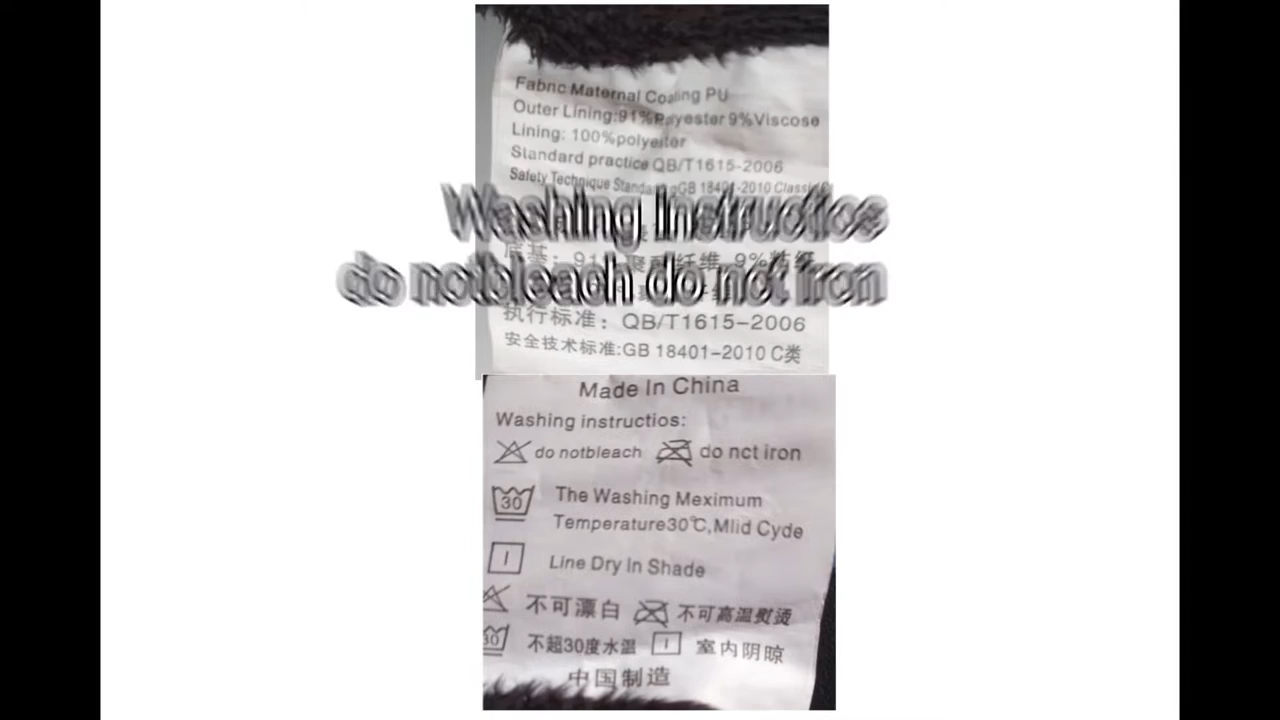 Fabnc Maternal Coaling PU
Outer Lining:91%Polyester 9%Viscose
Lining: 100%polyester
Standard practice QB/T1615-2006
Safety Technique Standard GB 18401-2010 Class
Washing Instructios
do notbleach do not iron
底基: 91 聚酯纤维 9%粘纤
执行标准: QB/T1615-2006
安全技术标准:GB 18401-2010 C类
Made In China
Washing instructios:
do notbleach do nct iron
30 The Washing Meximum
Temperature30℃,Mlid Cyde
Line Dry In Shade
不可漂白 不可高温熨烫
30 不超30度水温 室内阴晾
中国制造